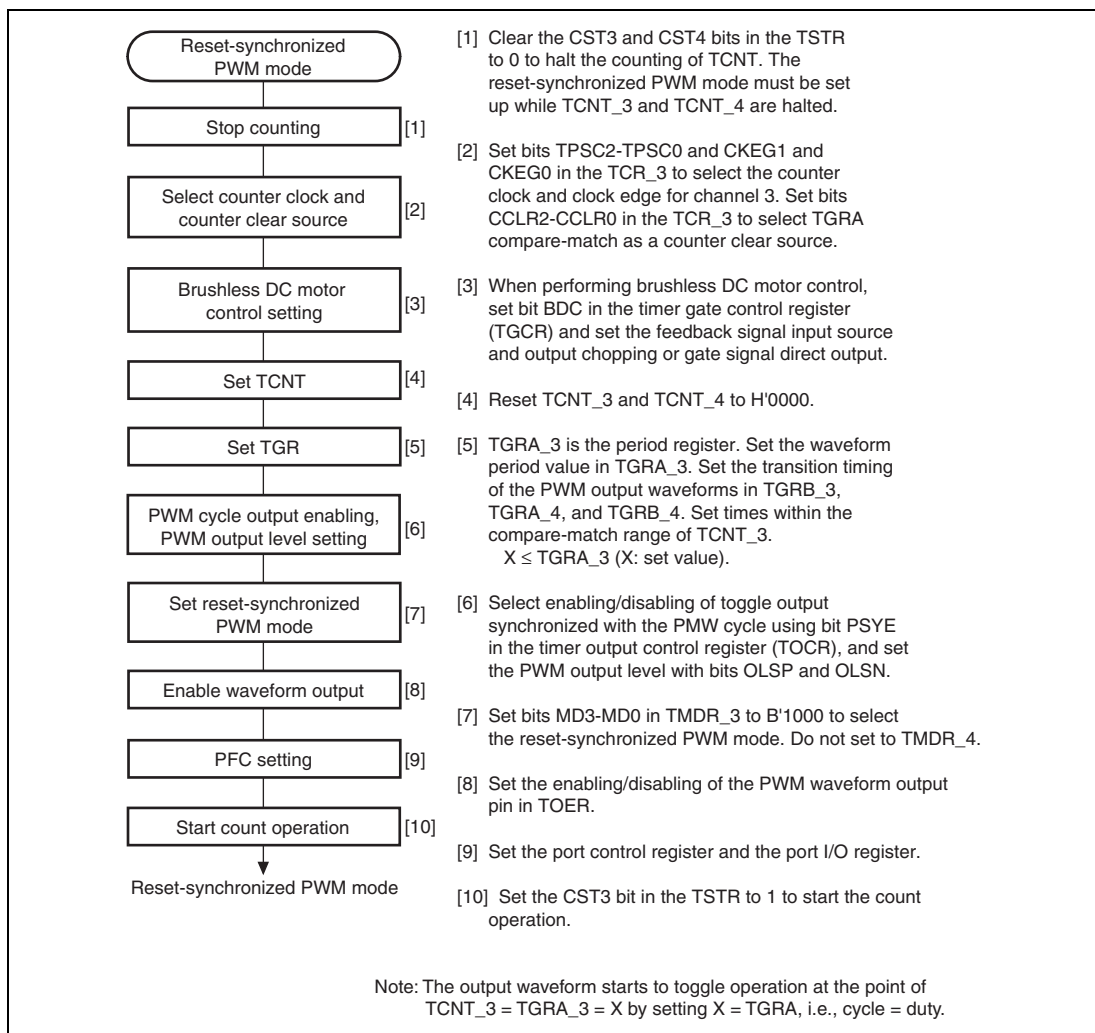 Reset-synchronized
PWM mode
Stop counting
[1]
Select counter clock and
counter clear source
[2]
Brushless DC motor
control setting
[3]
Set TCNT
[4]
Set TGR
[5]
PWM cycle output enabling,
PWM output level setting
[6]
Set reset-synchronized
PWM mode
[7]
Enable waveform output
[8]
PFC setting
[9]
Start count operation
[10]
Reset-synchronized PWM mode
[1] Clear the CST3 and CST4 bits in the TSTR
to 0 to halt the counting of TCNT. The
reset-synchronized PWM mode must be set
up while TCNT_3 and TCNT_4 are halted.
[2] Set bits TPSC2-TPSC0 and CKEG1 and
CKEG0 in the TCR_3 to select the counter
clock and clock edge for channel 3. Set bits
CCLR2-CCLR0 in the TCR_3 to select TGRA
compare-match as a counter clear source.
[3] When performing brushless DC motor control,
set bit BDC in the timer gate control register
(TGCR) and set the feedback signal input source
and output chopping or gate signal direct output.
[4] Reset TCNT_3 and TCNT_4 to H'0000.
[5] TGRA_3 is the period register. Set the waveform
period value in TGRA_3. Set the transition timing
of the PWM output waveforms in TGRB_3,
TGRA_4, and TGRB_4. Set times within the
compare-match range of TCNT_3.
X ≤ TGRA_3 (X: set value).
[6] Select enabling/disabling of toggle output
synchronized with the PMW cycle using bit PSYE
in the timer output control register (TOCR), and set
the PWM output level with bits OLSP and OLSN.
[7] Set bits MD3-MD0 in TMDR_3 to B'1000 to select
the reset-synchronized PWM mode. Do not set to TMDR_4.
[8] Set the enabling/disabling of the PWM waveform output
pin in TOER.
[9] Set the port control register and the port I/O register.
[10] Set the CST3 bit in the TSTR to 1 to start the count
operation.
Note: The output waveform starts to toggle operation at the point of
TCNT_3 = TGRA_3 = X by setting X = TGRA, i.e., cycle = duty.